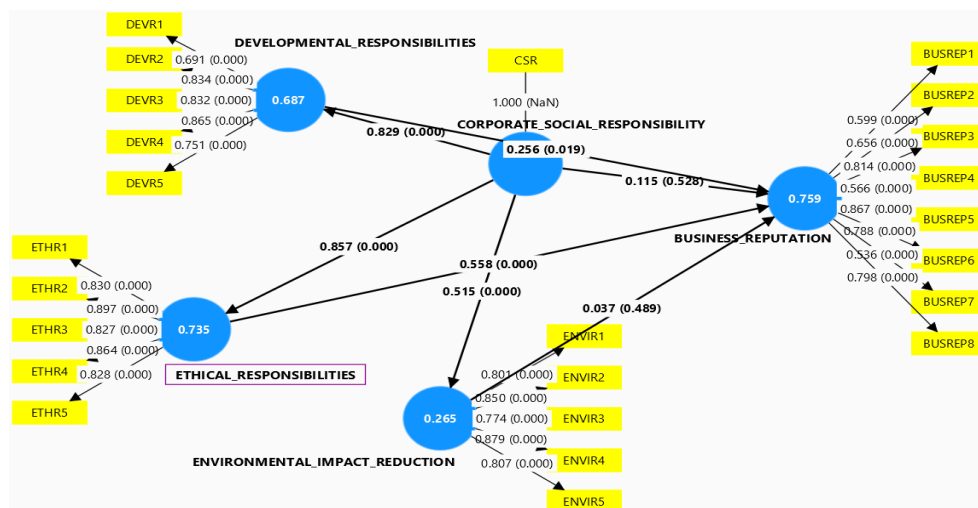 DEVR1
DEVR2
DEVR3
DEVR4
DEVR5
0.691 (0.000)
0.834 (0.000)
0.832 (0.000)
0.865 (0.000)
0.751 (0.000)
DEVELOPMENTAL_RESPONSIBILITIES
0.687
CSR
1.000 (NaN)
CORPORATE_SOCIAL_RESPONSIBILITY
0.829 (0.000)
0.256 (0.019)
0.115 (0.528)
BUSREP1
BUSREP2
BUSREP3
BUSREP4
BUSREP5
BUSREP6
BUSREP7
BUSREP8
0.599 (0.000)
0.656 (0.000)
0.814 (0.000)
0.566 (0.000)
0.867 (0.000)
0.788 (0.000)
0.536 (0.000)
0.798 (0.000)
0.759
BUSINESS_REPUTATION
0.857 (0.000)
0.558 (0.000)
0.515 (0.000)
0.037 (0.489)
ETHR1
ETHR2
ETHR3
ETHR4
ETHR5
0.830 (0.000)
0.897 (0.000)
0.827 (0.000)
0.864 (0.000)
0.828 (0.000)
0.735
ETHICAL_RESPONSIBILITIES
ENVIR1
ENVIR2
ENVIR3
ENVIR4
ENVIR5
0.801 (0.000)
0.850 (0.000)
0.774 (0.000)
0.879 (0.000)
0.807 (0.000)
0.265
ENVIRONMENTAL_IMPACT_REDUCTION